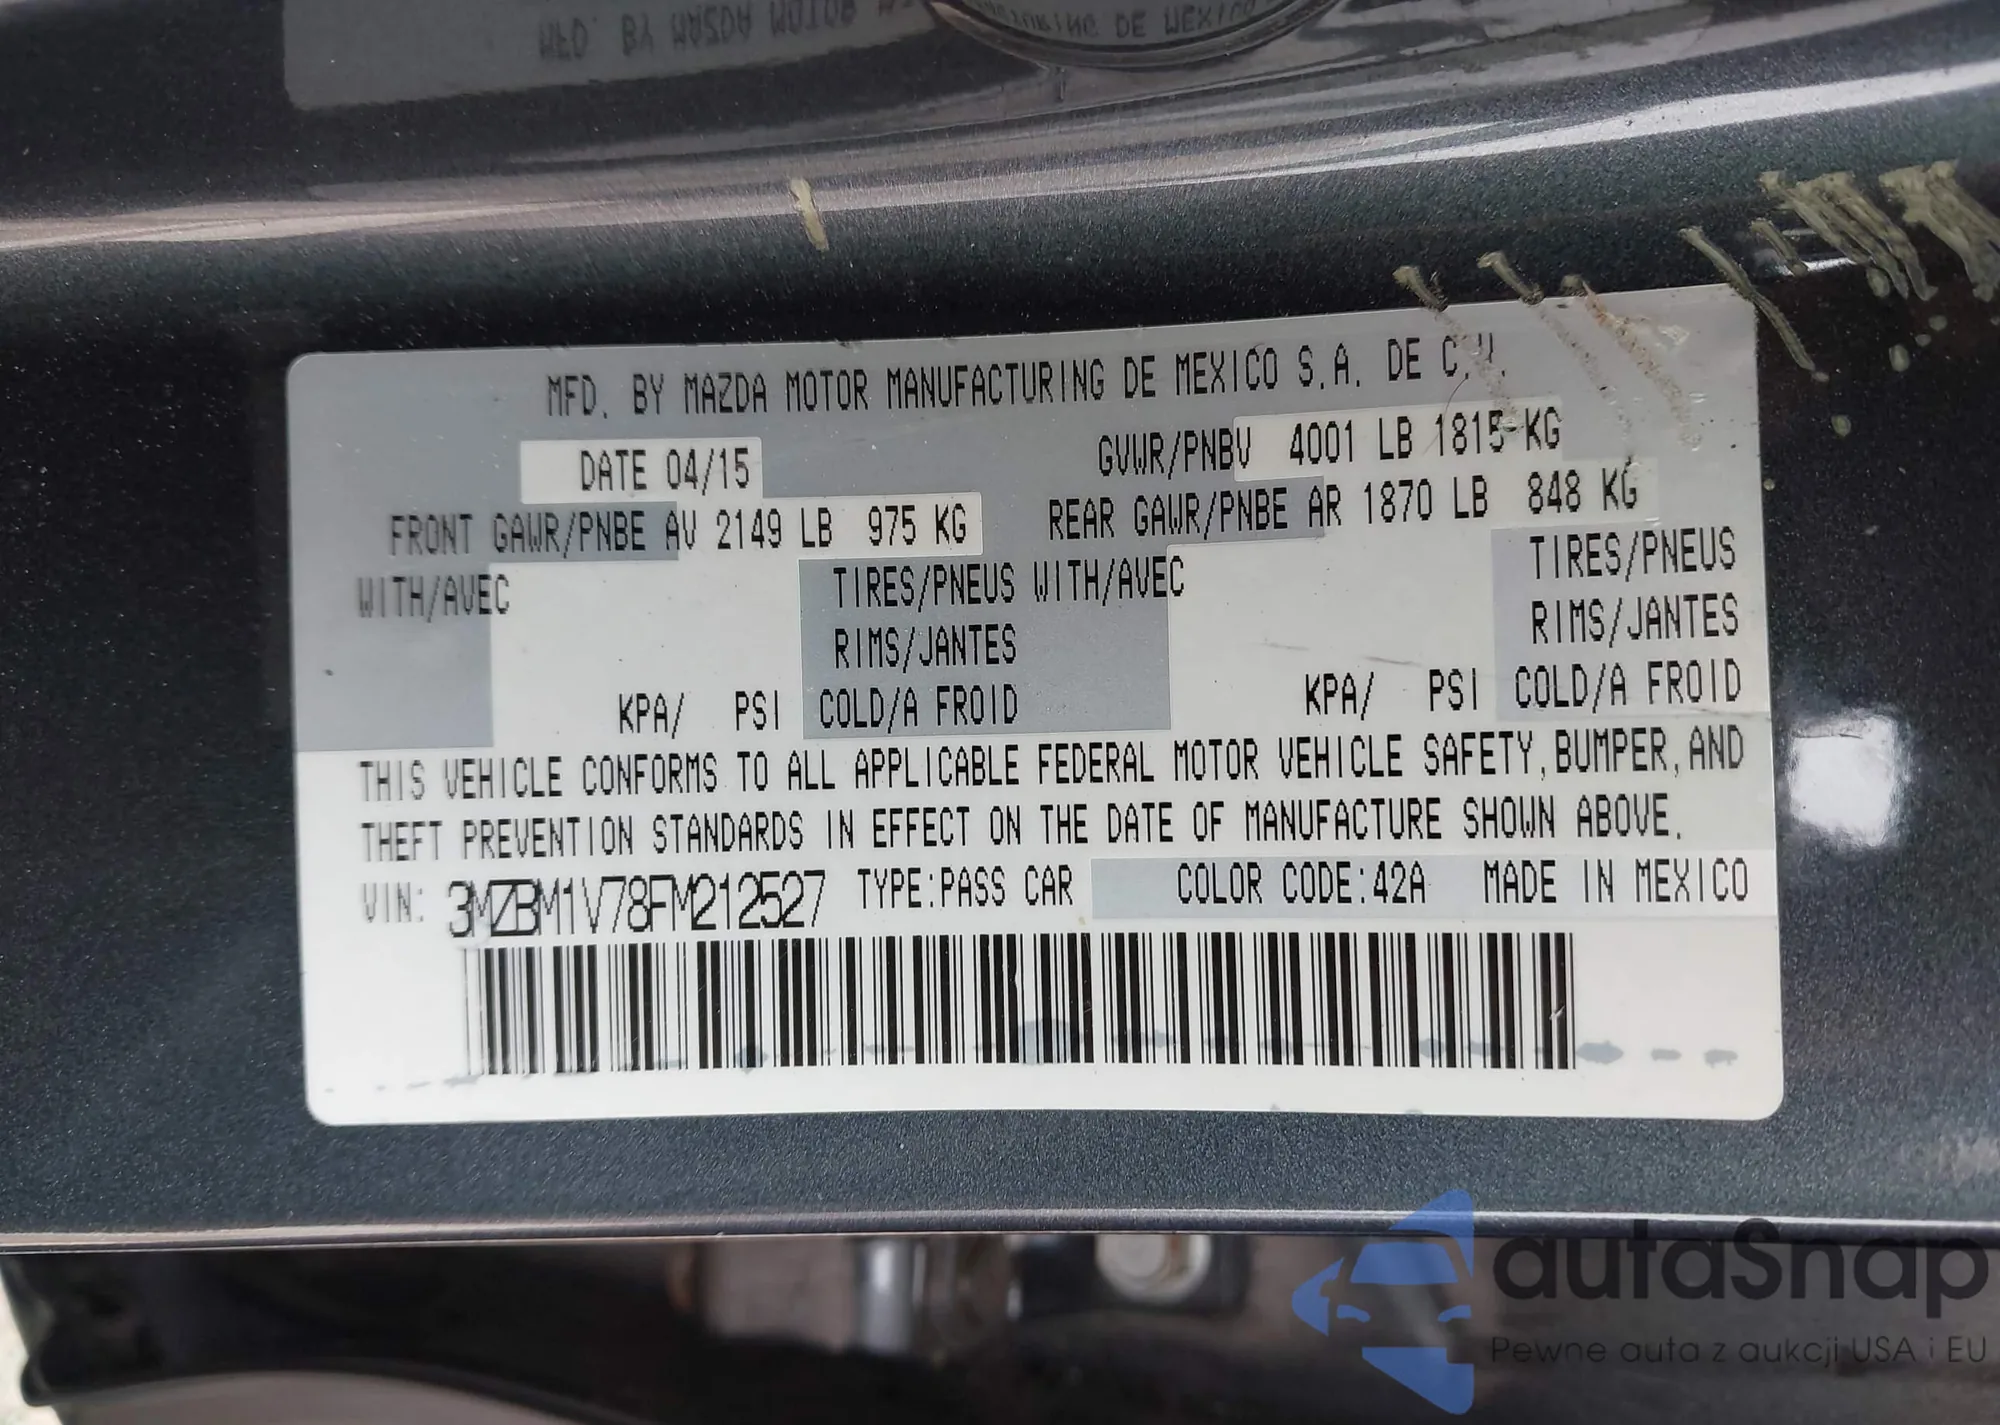 MFD. BY MAZDA MOTOR MANUFACTURING DE MEXICO S.A. DE C.V.
DATE 04/15 GVWR/PNBV 4001 LB 1815 KG
FRONT GAWR/PNBE AV 2149 LB 975 KG REAR GAWR/PNBE AR 1870 LB 848 KG
WITH/AVEC TIRES/PNEUS WITH/AVEC TIRES/PNEUS
RIMS/JANTES RIMS/JANTES
KPA/ PSI COLD/A FROID KPA/ PSI COLD/A FROID
THIS VEHICLE CONFORMS TO ALL APPLICABLE FEDERAL MOTOR VEHICLE SAFETY, BUMPER, AND
THEFT PREVENTION STANDARDS IN EFFECT ON THE DATE OF MANUFACTURE SHOWN ABOVE.
VIN: 3MZBM1V78FM212527 TYPE:PASS CAR COLOR CODE:42A MADE IN MEXICO
autaSnap
Pewne auta z aukcji USA i EU